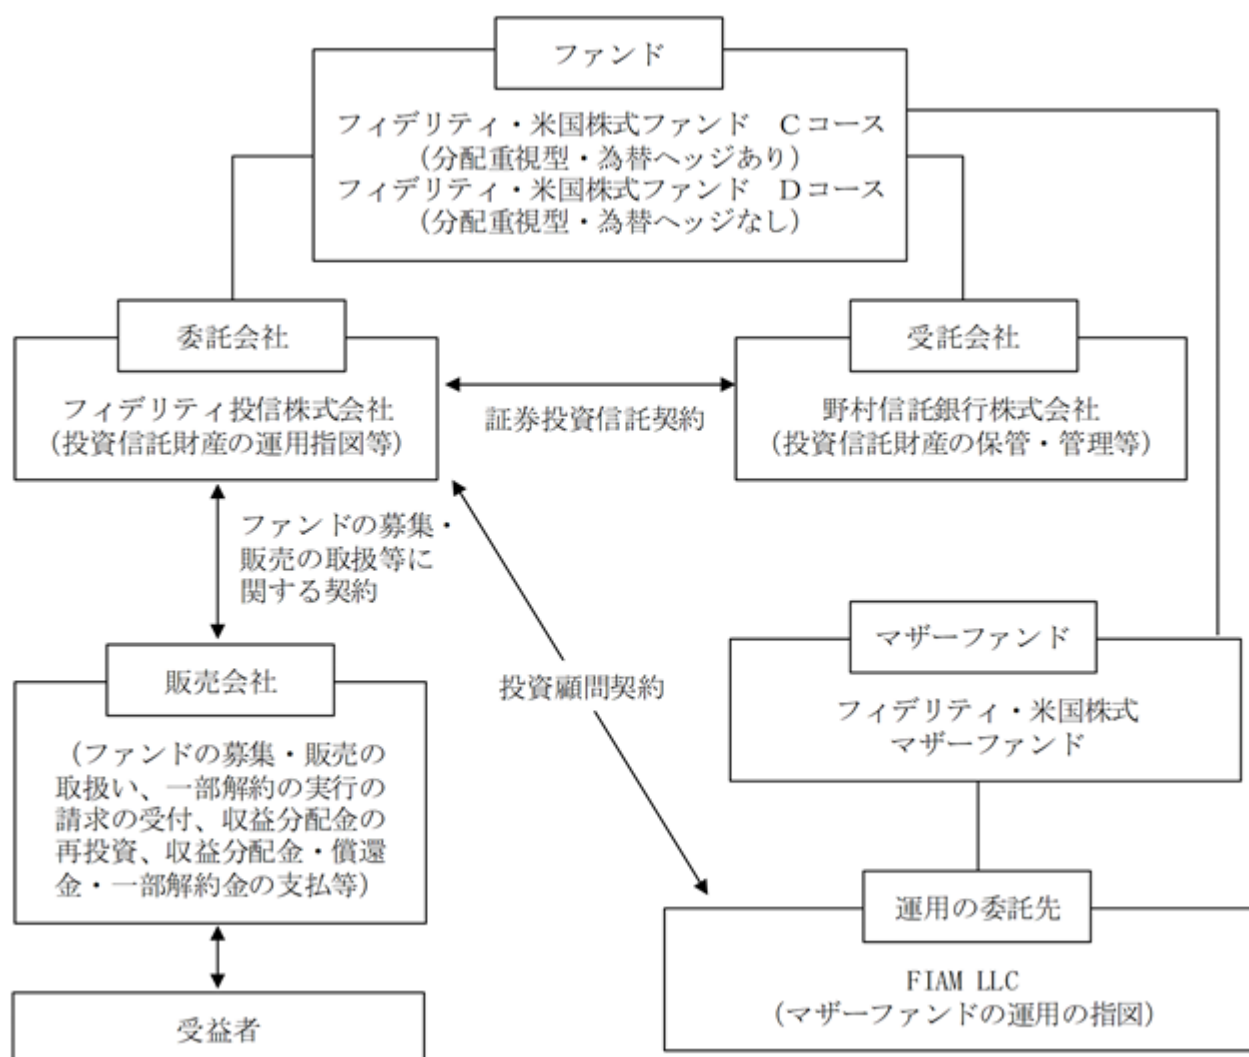 ファンド
フィデリティ・米国株式ファンド　Ｃコース
（分配重視型・為替ヘッジあり）
フィデリティ・米国株式ファンド　Ｄコース
（分配重視型・為替ヘッジなし）
委託会社
フィデリティ投信株式会社
（投資信託財産の運用指図等）
証券投資信託契約
受託会社
野村信託銀行株式会社
（投資信託財産の保管・管理等）
ファンドの募集・
販売の取扱等に
関する契約
投資顧問契約
マザーファンド
フィデリティ・米国株式
マザーファンド
販売会社
（ファンドの募集・販売の
取扱い、一部解約の実行の
請求の受付、収益分配金の
再投資、収益分配金・償還
金・一部解約金の支払等）
運用の委託先
FIAM LLC
（マザーファンドの運用の指図）
受益者